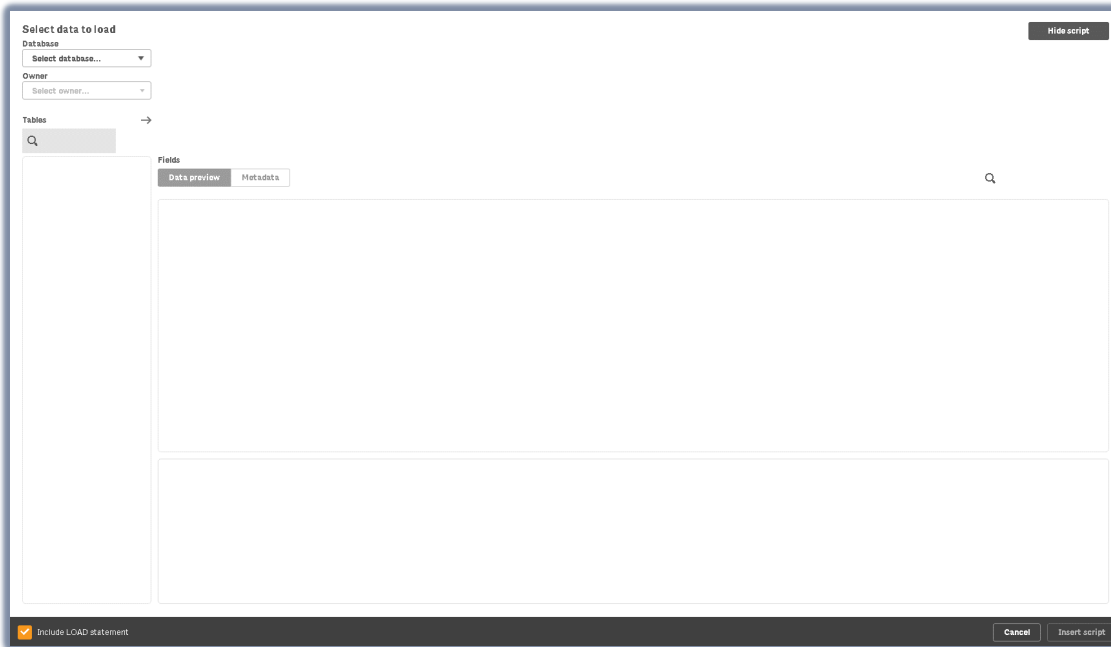 Select data to load
Hide script
Database
Select database...
Owner
Select owner...
Tables
Fields
Data preview
Metadata
Include LOAD statement
Cancel
Insert script